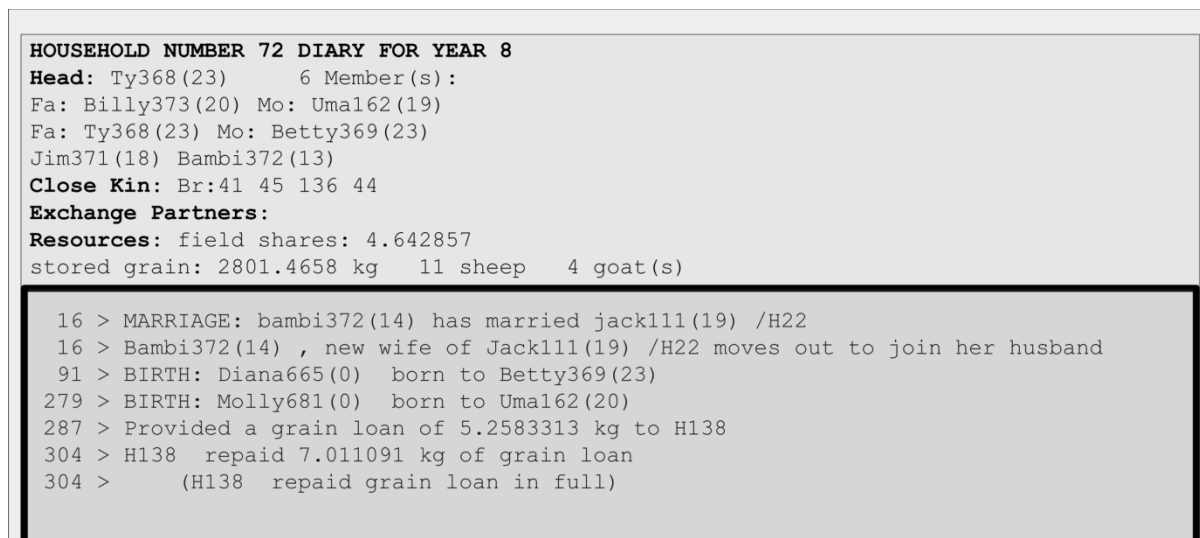 HOUSEHOLD NUMBER 72 DIARY FOR YEAR 8
Head: Ty368(23) 6 Member(s):
Fa: Billy373(20) Mo: Uma162(19)
Fa: Ty368(23) Mo: Betty369(23)
Jim371(18) Bambi372(13)
Close Kin: Br:41 45 136 44
Exchange Partners:
Resources: field shares: 4.642857
stored grain: 2801.4658 kg 11 sheep 4 goat(s)
16 > MARRIAGE: bambi372(14) has married jack111(19) /H22
16 > Bambi372(14) , new wife of Jack111(19) /H22 moves out to join her husband
91 > BIRTH: Diana665(0) born to Betty369(23)
279 > BIRTH: Molly681(0) born to Uma162(20)
287 > Provided a grain loan of 5.2583313 kg to H138
304 > H138 repaid 7.011091 kg of grain loan
304 > (H138 repaid grain loan in full)